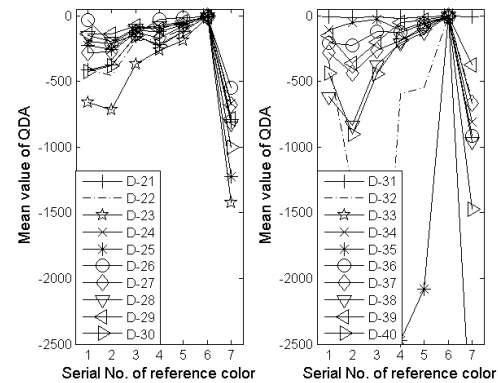 0
-500
-1000
-1500
-2000
-2500
Mean value of QDA
D-21
D-22
D-23
D-24
D-25
D-26
D-27
D-28
D-29
D-30
1 2 3 4 5 6 7
Serial No. of reference color
0
-500
-1000
-1500
-2000
-2500
Mean value of QDA
D-31
D-32
D-33
D-34
D-35
D-36
D-37
D-38
D-39
D-40
1 2 3 4 5 6 7
Serial No. of reference color